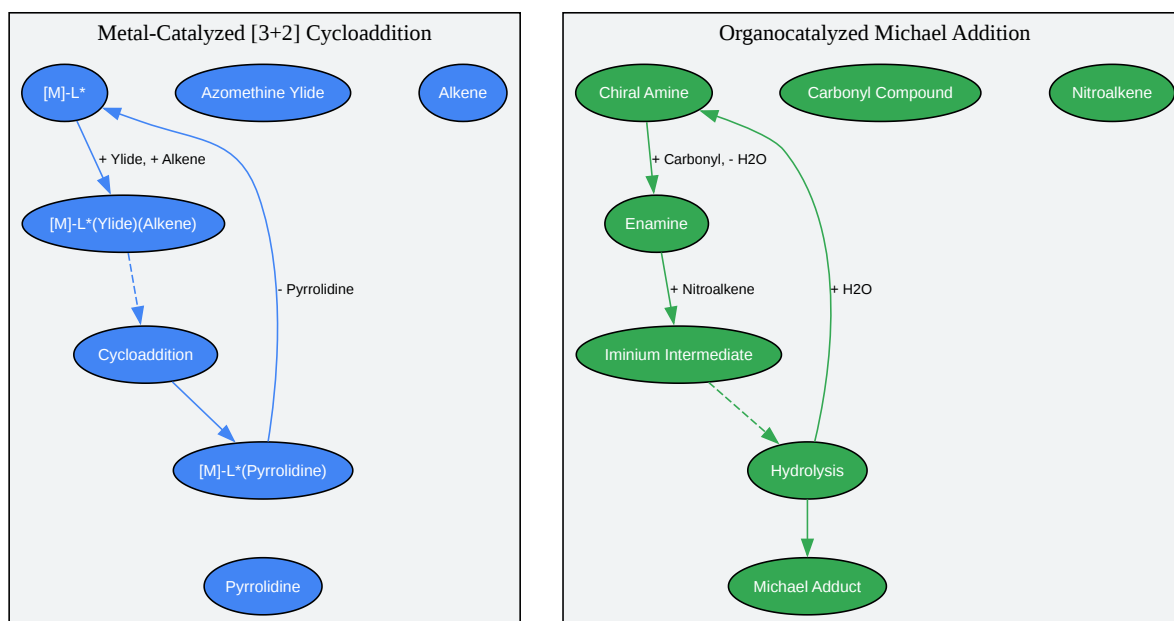 Metal-Catalyzed [3+2] Cycloaddition
[M]-L*
Azomethine Ylide
Alkene
+ Ylide, + Alkene
[M]-L*(Ylide)(Alkene)
- Pyrrolidine
Cycloaddition
[M]-L*(Pyrrolidine)
Pyrrolidine
Organocatalyzed Michael Addition
Chiral Amine
Carbonyl Compound
Nitroalkene
+ Carbonyl, - H2O
Enamine
+ Nitroalkene
+ H2O
Iminium Intermediate
Hydrolysis
Michael Adduct